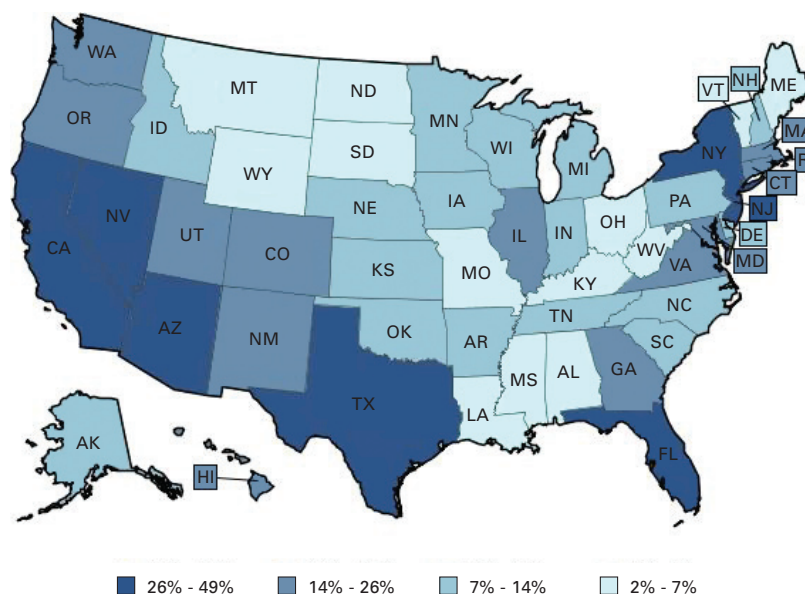 WA
MT
ND
MN
ME
VT
NH
OR
ID
WY
SD
WI
MI
NY
MA
CT
NJ
PA
DE
MD
NV
CA
UT
CO
NE
IA
IL
IN
OH
WV
VA
KS
MO
KY
NC
TN
SC
AZ
NM
OK
AR
MS
AL
GA
TX
LA
FL
AK
HI
26% - 49%
14% - 26%
7% - 14%
2% - 7%